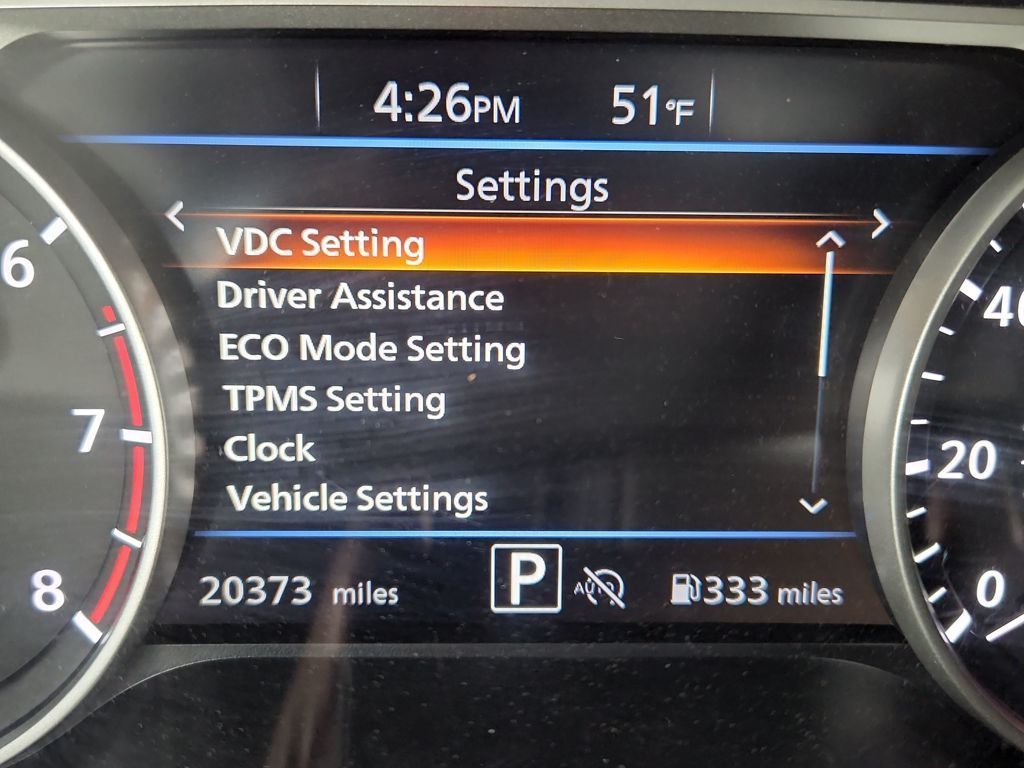 4:26PM 51°F
Settings
VDC Setting
Driver Assistance
ECO Mode Setting
TPMS Setting
Clock
Vehicle Settings
20373 miles P AUTO 333 miles
6
7
8
40
20
0